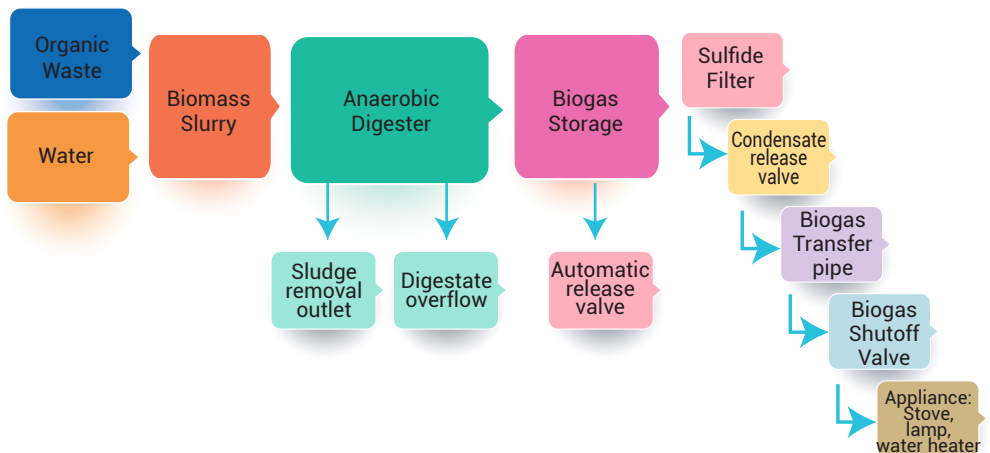 Organic
Waste
Water
Biomass
Slurry
Anaerobic
Digester
Biogas
Storage
Sulfide
Filter
Condensate
release
valve
Biogas
Transfer
pipe
Biogas
Shutoff
Valve
Appliance:
Stove,
lamp,
water heater
Sludge
removal
outlet
Digestate
overflow
Automatic
release
valve